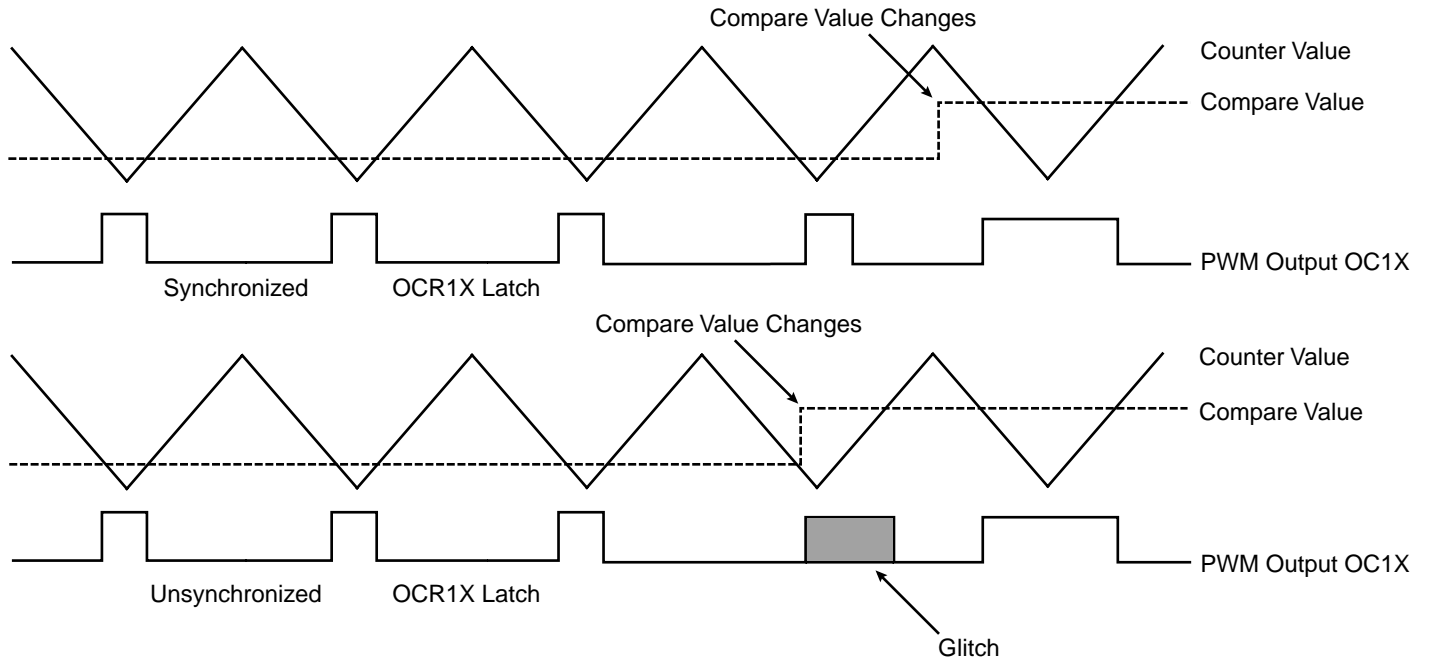 Compare Value Changes
Counter Value
Compare Value
PWM Output OC1X
Synchronized OCR1X Latch
Compare Value Changes
Counter Value
Compare Value
PWM Output OC1X
Unsynchronized OCR1X Latch
Glitch